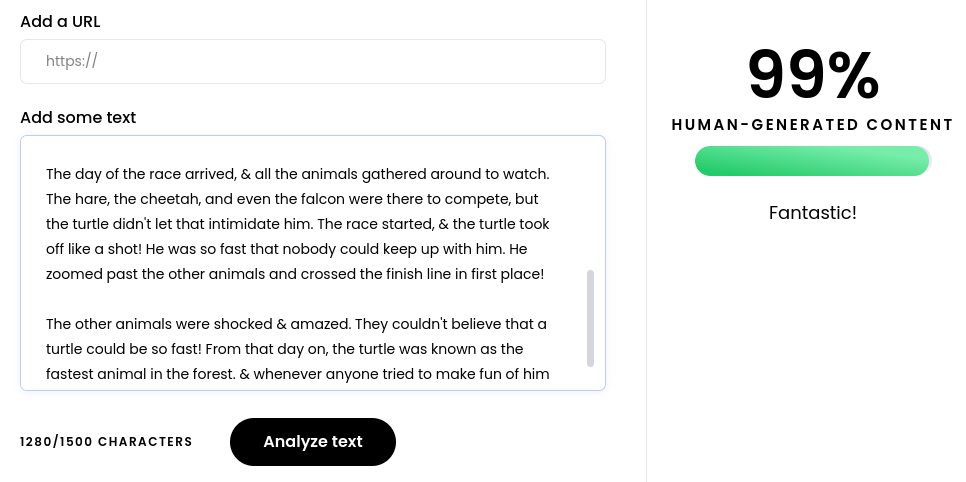 Add a URL
https://
Add some text
The day of the race arrived, & all the animals gathered around to watch.
The hare, the cheetah, and even the falcon were there to compete, but
the turtle didn't let that intimidate him. The race started, & the turtle took
off like a shot! He was so fast that nobody could keep up with him. He
zoomed past the other animals and crossed the finish line in first place!
The other animals were shocked & amazed. They couldn't believe that a
turtle could be so fast! From that day on, the turtle was known as the
fastest animal in the forest. & whenever anyone tried to make fun of him
1280/1500 CHARACTERS
Analyze text
99%
HUMAN-GENERATED CONTENT
Fantastic!